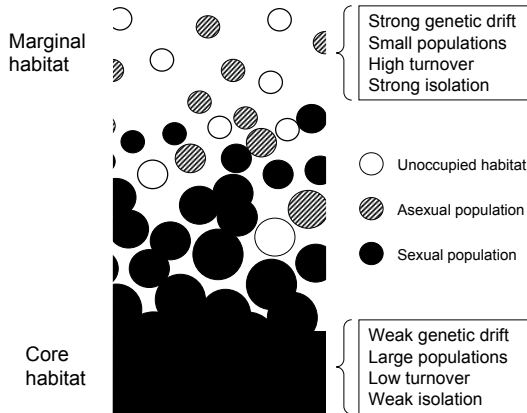 Marginal
habitat
Strong genetic drift
Small populations
High turnover
Strong isolation
Unoccupied habitat
Asexual population
Sexual population
Core
habitat
Weak genetic drift
Large populations
Low turnover
Weak isolation